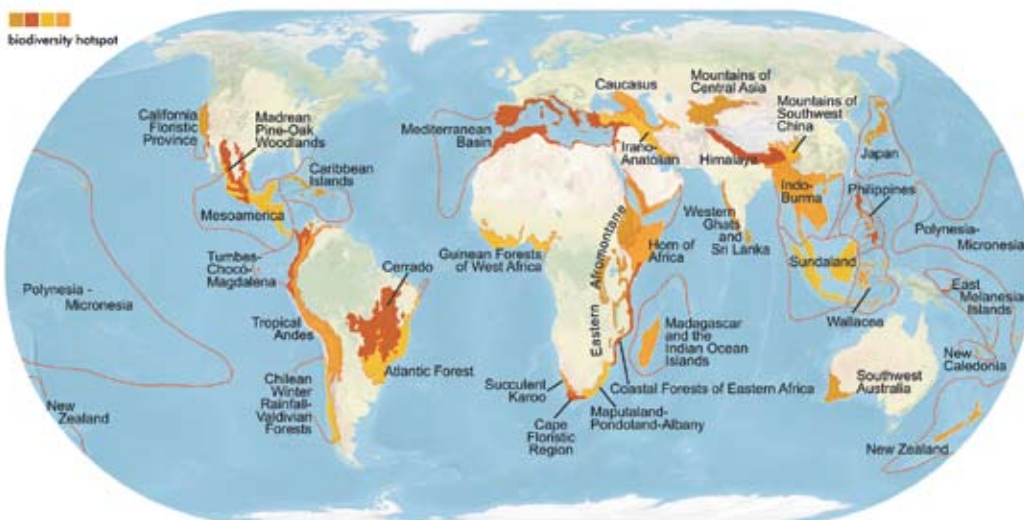 biodiversity hotspot
California
Floristic
Province
Madrean
Pine-Oak
Woodlands
Caribbean
Islands
Mesoamerica
Tumbes-
Chocó-
Magdalena
Polynesia -
Micronesia
Tropical
Andes
Cerrado
Atlantic Forest
Chilean
Winter
Rainfall-
Valdivian
Forests
New
Zealand
Mediterranean
Basin
Caucasus
Irano-
Anatolian
Mountains of
Central Asia
Mountains of
Southwest
China
Himalaya
Japan
Indo-
Burma
Philippines
Western
Ghats
and
Sri Lanka
Polynesia-
Micronesia
Guinean Forests
of West Africa
Eastern Afromontane
Horn of
Africa
Sundaland
Wallacea
East
Melanesian
Islands
Madagascar
and the
Indian Ocean
Islands
Coastal Forests of Eastern Africa
Succulent
Karoo
Cape
Floristic
Region
Maputaland-
Pondoland-Albany
Southwest
Australia
New
Caledonia
New Zealand